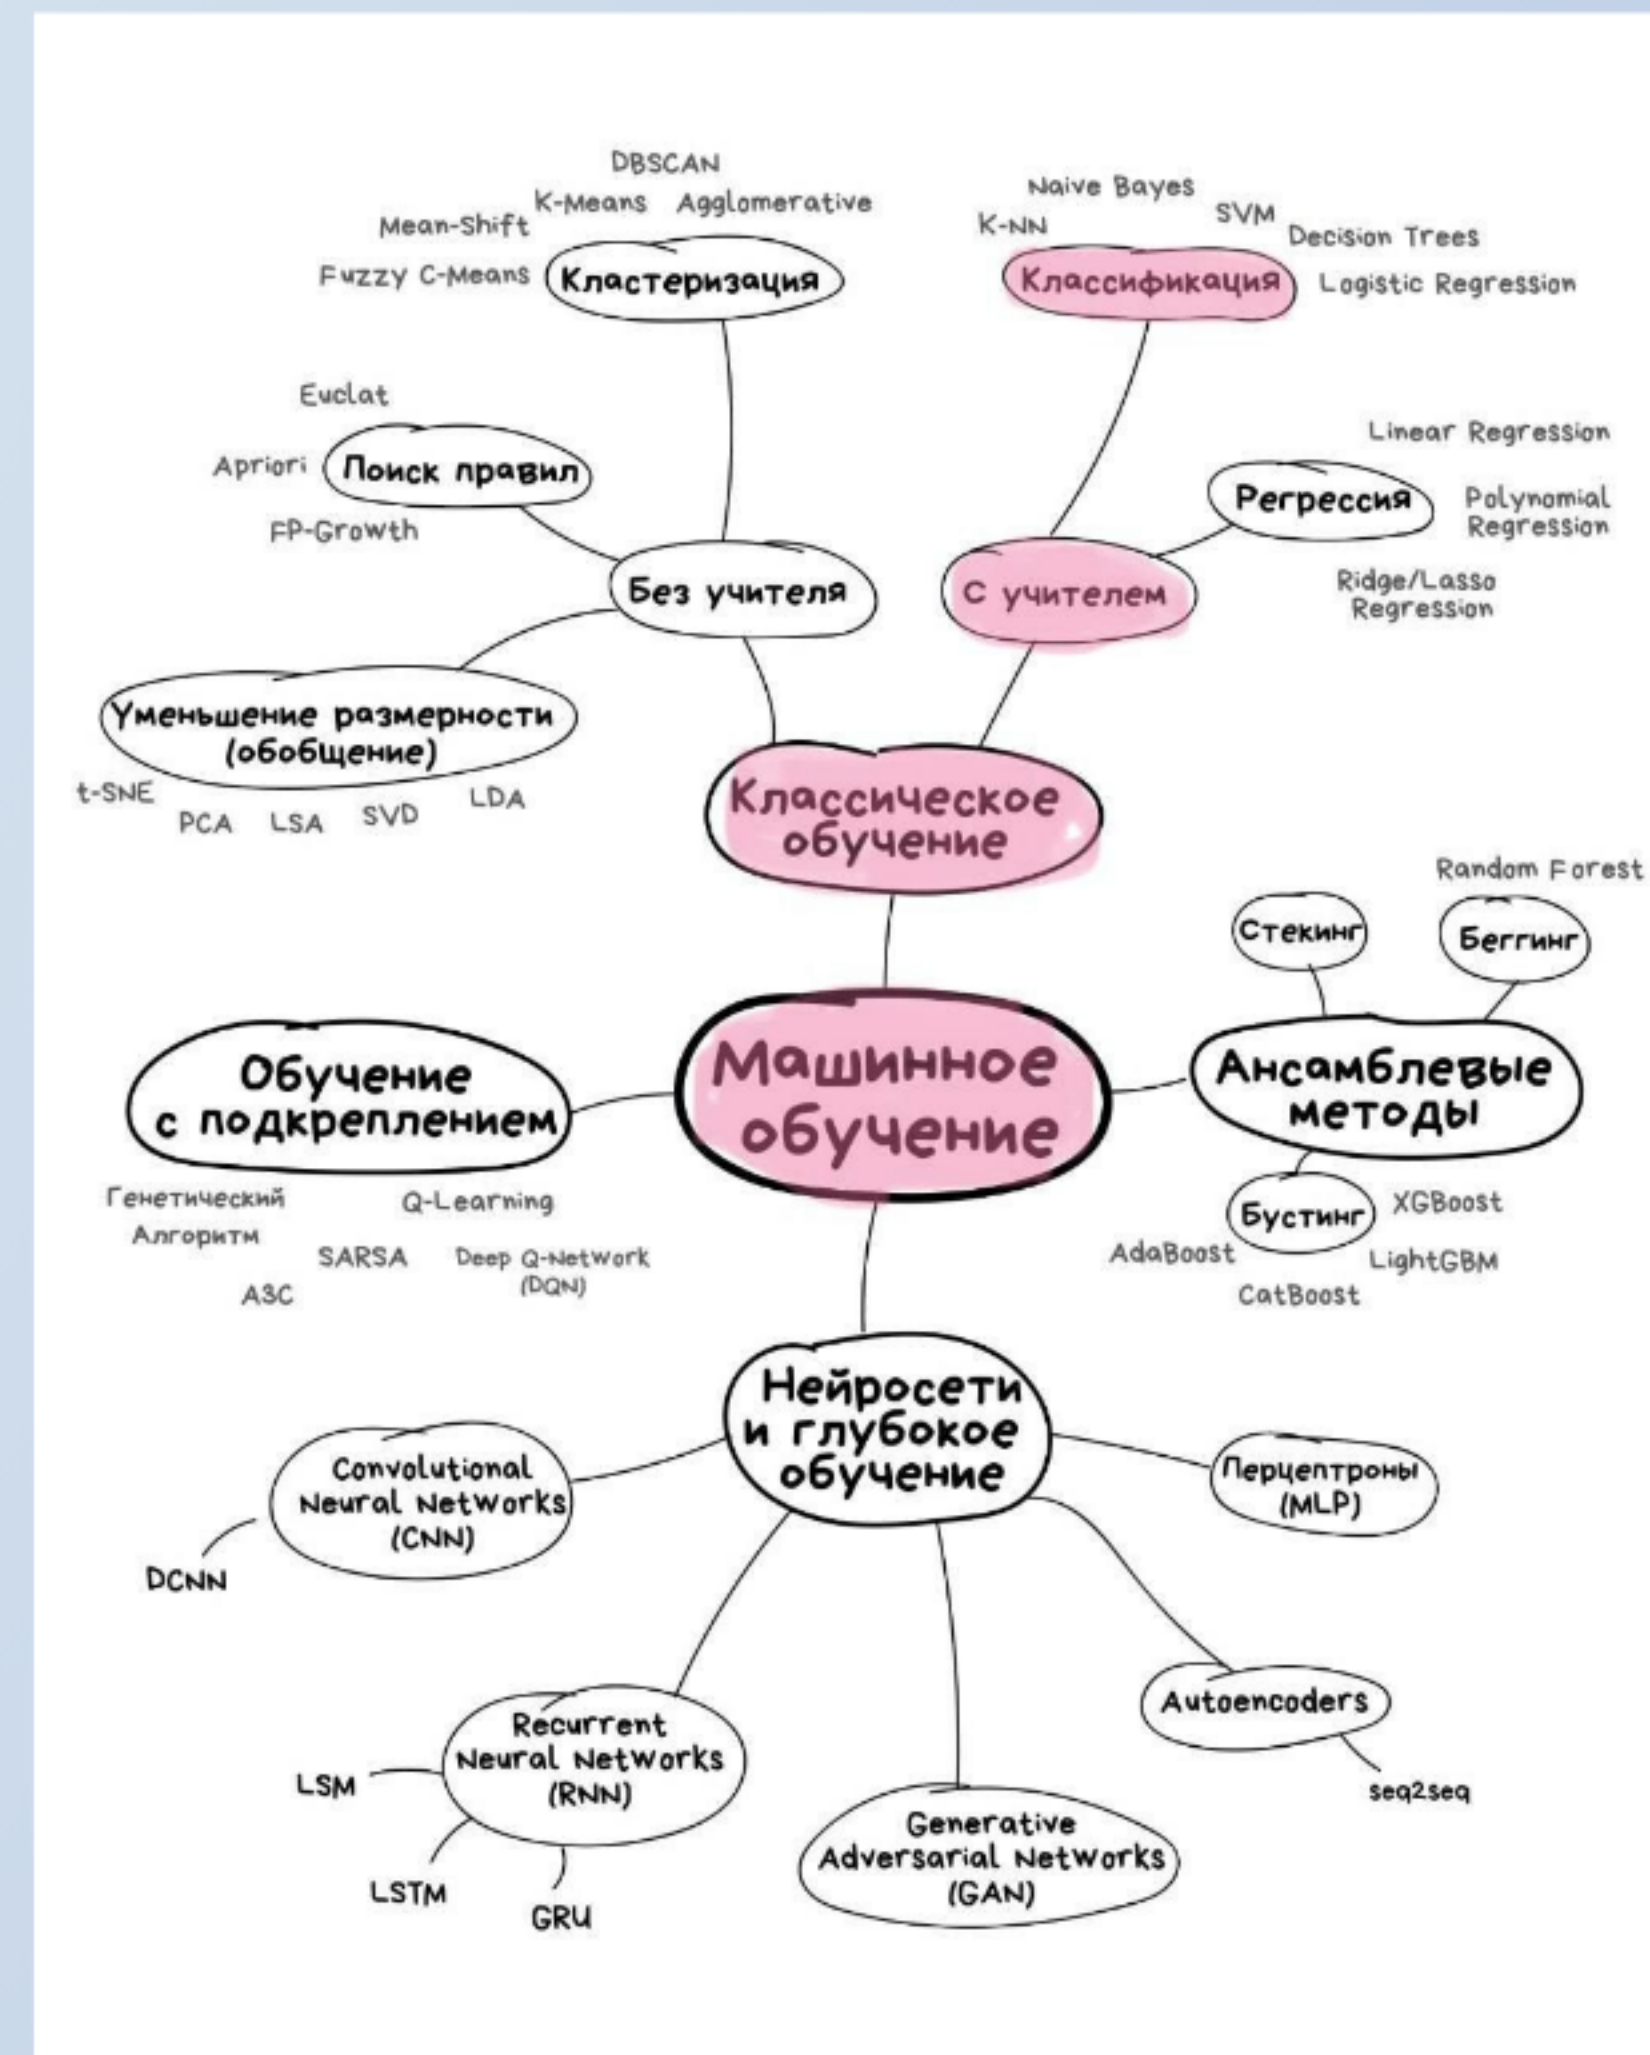 DBSCAN
K-Means
Agglomerative
Mean-Shift
Fuzzy C-Means
Кластеризация
Naive Bayes
K-NN
SVM
Decision Trees
Классификация
Logistic Regression
Euclat
Apriori
Поиск правил
FP-Growth
Linear Regression
Регрессия
Polynomial
Regression
Ridge/Lasso
Regression
Без учителя
С учителем
Уменьшение размерности
(обобщение)
t-SNE
PCA
LSA
SVD
LDA
Классическое
обучение
Random Forest
Стекинг
Беггинг
Машинное
обучение
Обучение
с подкреплением
Ансамблевые
методы
Генетический
Алгоритм
Q-Learning
SARSA
Deep Q-Network
(DQN)
A3C
Бустинг
XGBoost
AdaBoost
LightGBM
CatBoost
Нейросети
и глубокое
обучение
Convolutional
Neural Networks
(CNN)
DCNN
Перцептроны
(MLP)
Autoencoders
seq2seq
Recurrent
Neural Networks
(RNN)
LSM
LSTM
GRU
Generative
Adversarial Networks
(GAN)